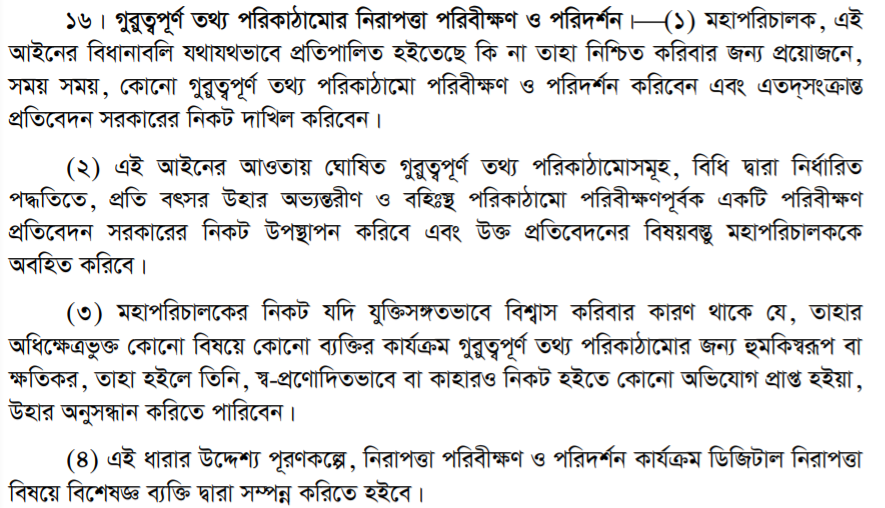 ১৬। গুরুত্বপূর্ণ তথ্য পরিকাঠামোর নিরাপত্তা পরিবীক্ষণ ও পরিদর্শন।—(১) মহাপরিচালক, এই
আইনের বিধানাবলি যথাযথভাবে প্রতিপালিত হইতেছে কি না তাহা নিশ্চিত করিবার জন্য প্রয়োজনে,
সময় সময়, কোনো গুরুত্বপূর্ণ তথ্য পরিকাঠামো পরিবীক্ষণ ও পরিদর্শন করিবেন এবং এতদ্‌সংক্রান্ত
প্রতিবেদন সরকারের নিকট দাখিল করিবেন।
(২) এই আইনের আওতায় ঘোষিত গুরুত্বপূর্ণ তথ্য পরিকাঠামোসমূহ, বিধি দ্বারা নির্ধারিত
পদ্ধতিতে, প্রতি বৎসর উহার অভ্যন্তরীণ ও বহিঃস্থ পরিকাঠামো পরিবীক্ষণপূর্বক একটি পরিবীক্ষণ
প্রতিবেদন সরকারের নিকট উপস্থাপন করিবে এবং উক্ত প্রতিবেদনের বিষয়বস্তু মহাপরিচালককে
অবহিত করিবে।
(৩) মহাপরিচালকের নিকট যদি যুক্তিসঙ্গতভাবে বিশ্বাস করিবার কারণ থাকে যে, তাহার
অধিক্ষেত্রভুক্ত কোনো বিষয়ে কোনো ব্যক্তির কার্যক্রম গুরুত্বপূর্ণ তথ্য পরিকাঠামোর জন্য হুমকিস্বরূপ বা
ক্ষতিকর, তাহা হইলে তিনি, স্ব-প্রণোদিতভাবে বা কাহারও নিকট হইতে কোনো অভিযোগ প্রাপ্ত হইয়া,
উহার অনুসন্ধান করিতে পারিবেন।
(৪) এই ধারার উদ্দেশ্য পূরণকল্পে, নিরাপত্তা পরিবীক্ষণ ও পরিদর্শন কার্যক্রম ডিজিটাল নিরাপত্তা
বিষয়ে বিশেষজ্ঞ ব্যক্তি দ্বারা সম্পন্ন করিতে হইবে।